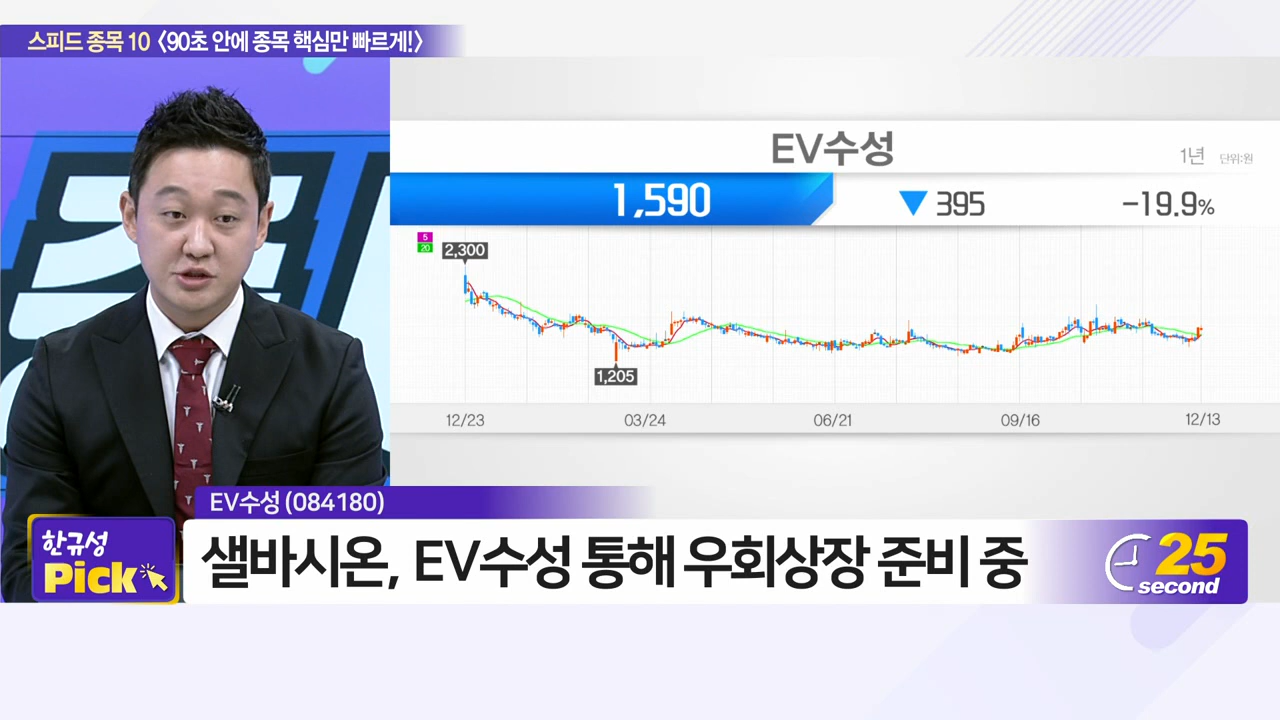 스피드 종목 10 <90초 안에 종목 핵심만 빠르게!>
EV수성
1년 단위:원
1,590 ▼ 395 -19.9%
5
20
2,300
1,205
12/23 03/24 06/21 09/16 12/13
EV수성 (084180)
한규성
Pick
샐바시온, EV수성 통해 우회상장 준비 중
25
second